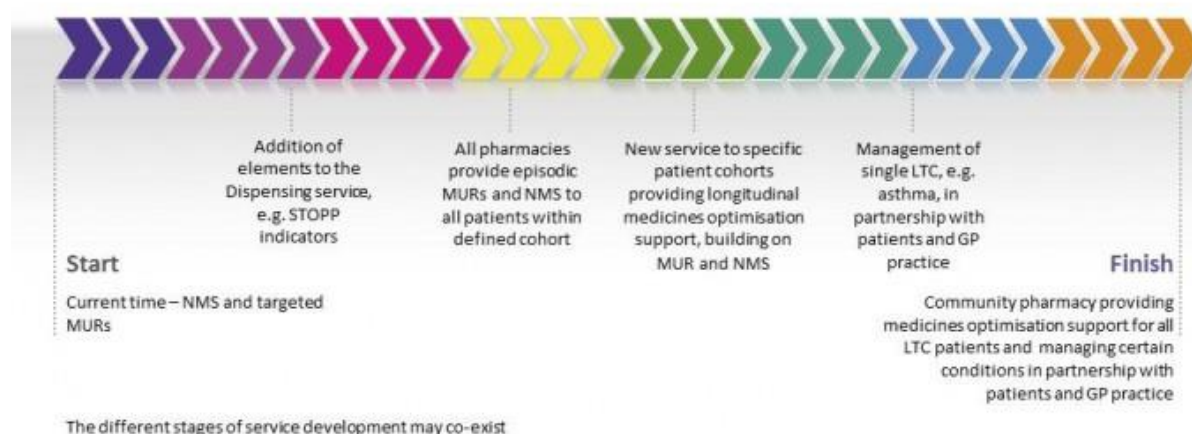 Addition of
elements to the
Dispensing service,
e.g. STOPP
indicators
All pharmacies
provide episodic
MURs and NMS to
all patients within
defined cohort
New service to specific
patient cohorts
providing longitudinal
medicines optimisation
support, building on
MUR and NMS
Management of
single LTC, e.g.
asthma, in
partnership with
patients and GP
practice
Start
Current time – NMS and targeted
MURs
Finish
Community pharmacy providing
medicines optimisation support for all
LTC patients and managing certain
conditions in partnership with
patients and GP practice
The different stages of service development may co-exist